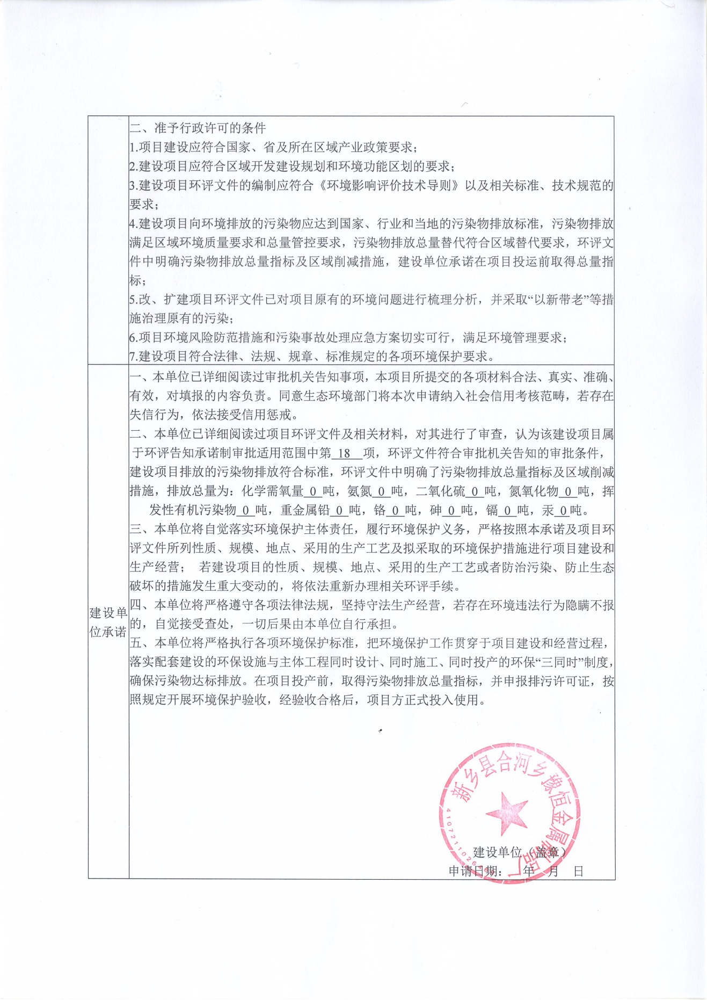 二、准予行政许可的条件
1.项目建设应符合国家、省及所在区域产业政策要求；
2.建设项目应符合区域开发建设规划和环境功能区划的要求；
3.建设项目环评文件的编制应符合《环境影响评价技术导则》以及相关标准、技术规范的
要求；
4.建设项目向环境排放的污染物应达到国家、行业和当地的污染物排放标准，污染物排放
满足区域环境质量要求和总量管控要求，污染物排放总量替代符合区域替代要求，环评文
件中明确污染物排放总量指标及区域削减措施，建设单位承诺在项目投运前取得总量指
标；
5.改、扩建项目环评文件已对项目原有的环境问题进行梳理分析，并采取“以新带老”等措
施治理原有的污染；
6.项目环境风险防范措施和污染事故处理应急方案切实可行，满足环境管理要求；
7.建设项目符合法律、法规、规章、标准规定的各项环境保护要求。
建设单
位承诺
一、本单位已详细阅读过审批机关告知事项，本项目所提交的各项材料合法、真实、准确、
有效，对填报的内容负责。同意生态环境部门将本次申请纳入社会信用考核范畴，若存在
失信行为，依法接受信用惩戒。
二、本单位已详细阅读过项目环评文件及相关材料，对其进行了审查，认为该建设项目属
于环评告知承诺制审批适用范围中第 18 项，环评文件符合审批机关告知的审批条件，
建设项目排放的污染物排放符合标准，环评文件中明确了污染物排放总量指标及区域削减
措施，排放总量为：化学需氧量 0 吨，氨氮 0 吨，二氧化硫 0 吨，氮氧化物 0 吨，挥
发性有机污染物 0 吨，重金属铅 0 吨，铬 0 吨，砷 0 吨，镉 0 吨，汞 0 吨。
三、本单位将自觉落实环境保护主体责任，履行环境保护义务，严格按照本承诺及项目环
评文件所列性质、规模、地点、采用的生产工艺及拟采取的环境保护措施进行项目建设和
生产经营； 若建设项目的性质、规模、地点、采用的生产工艺或者防治污染、防止生态
破坏的措施发生重大变动的，将依法重新办理相关环评手续。
四、本单位将严格遵守各项法律法规，坚持守法生产经营，若存在环境违法行为隐瞒不报
的，自觉接受查处，一切后果由本单位自行承担。
五、本单位将严格执行各项环境保护标准，把环境保护工作贯穿于项目建设和经营过程，
落实配套建设的环保设施与主体工程同时设计、同时施工、同时投产的环保“三同时”制度，
确保污染物达标排放。在项目投产前，取得污染物排放总量指标，并申报排污许可证，按
照规定开展环境保护验收，经验收合格后，项目方正式投入使用。
新乡县合河乡豫恒金属制品厂
建设单位（盖章）
申请日期： 年 月 日